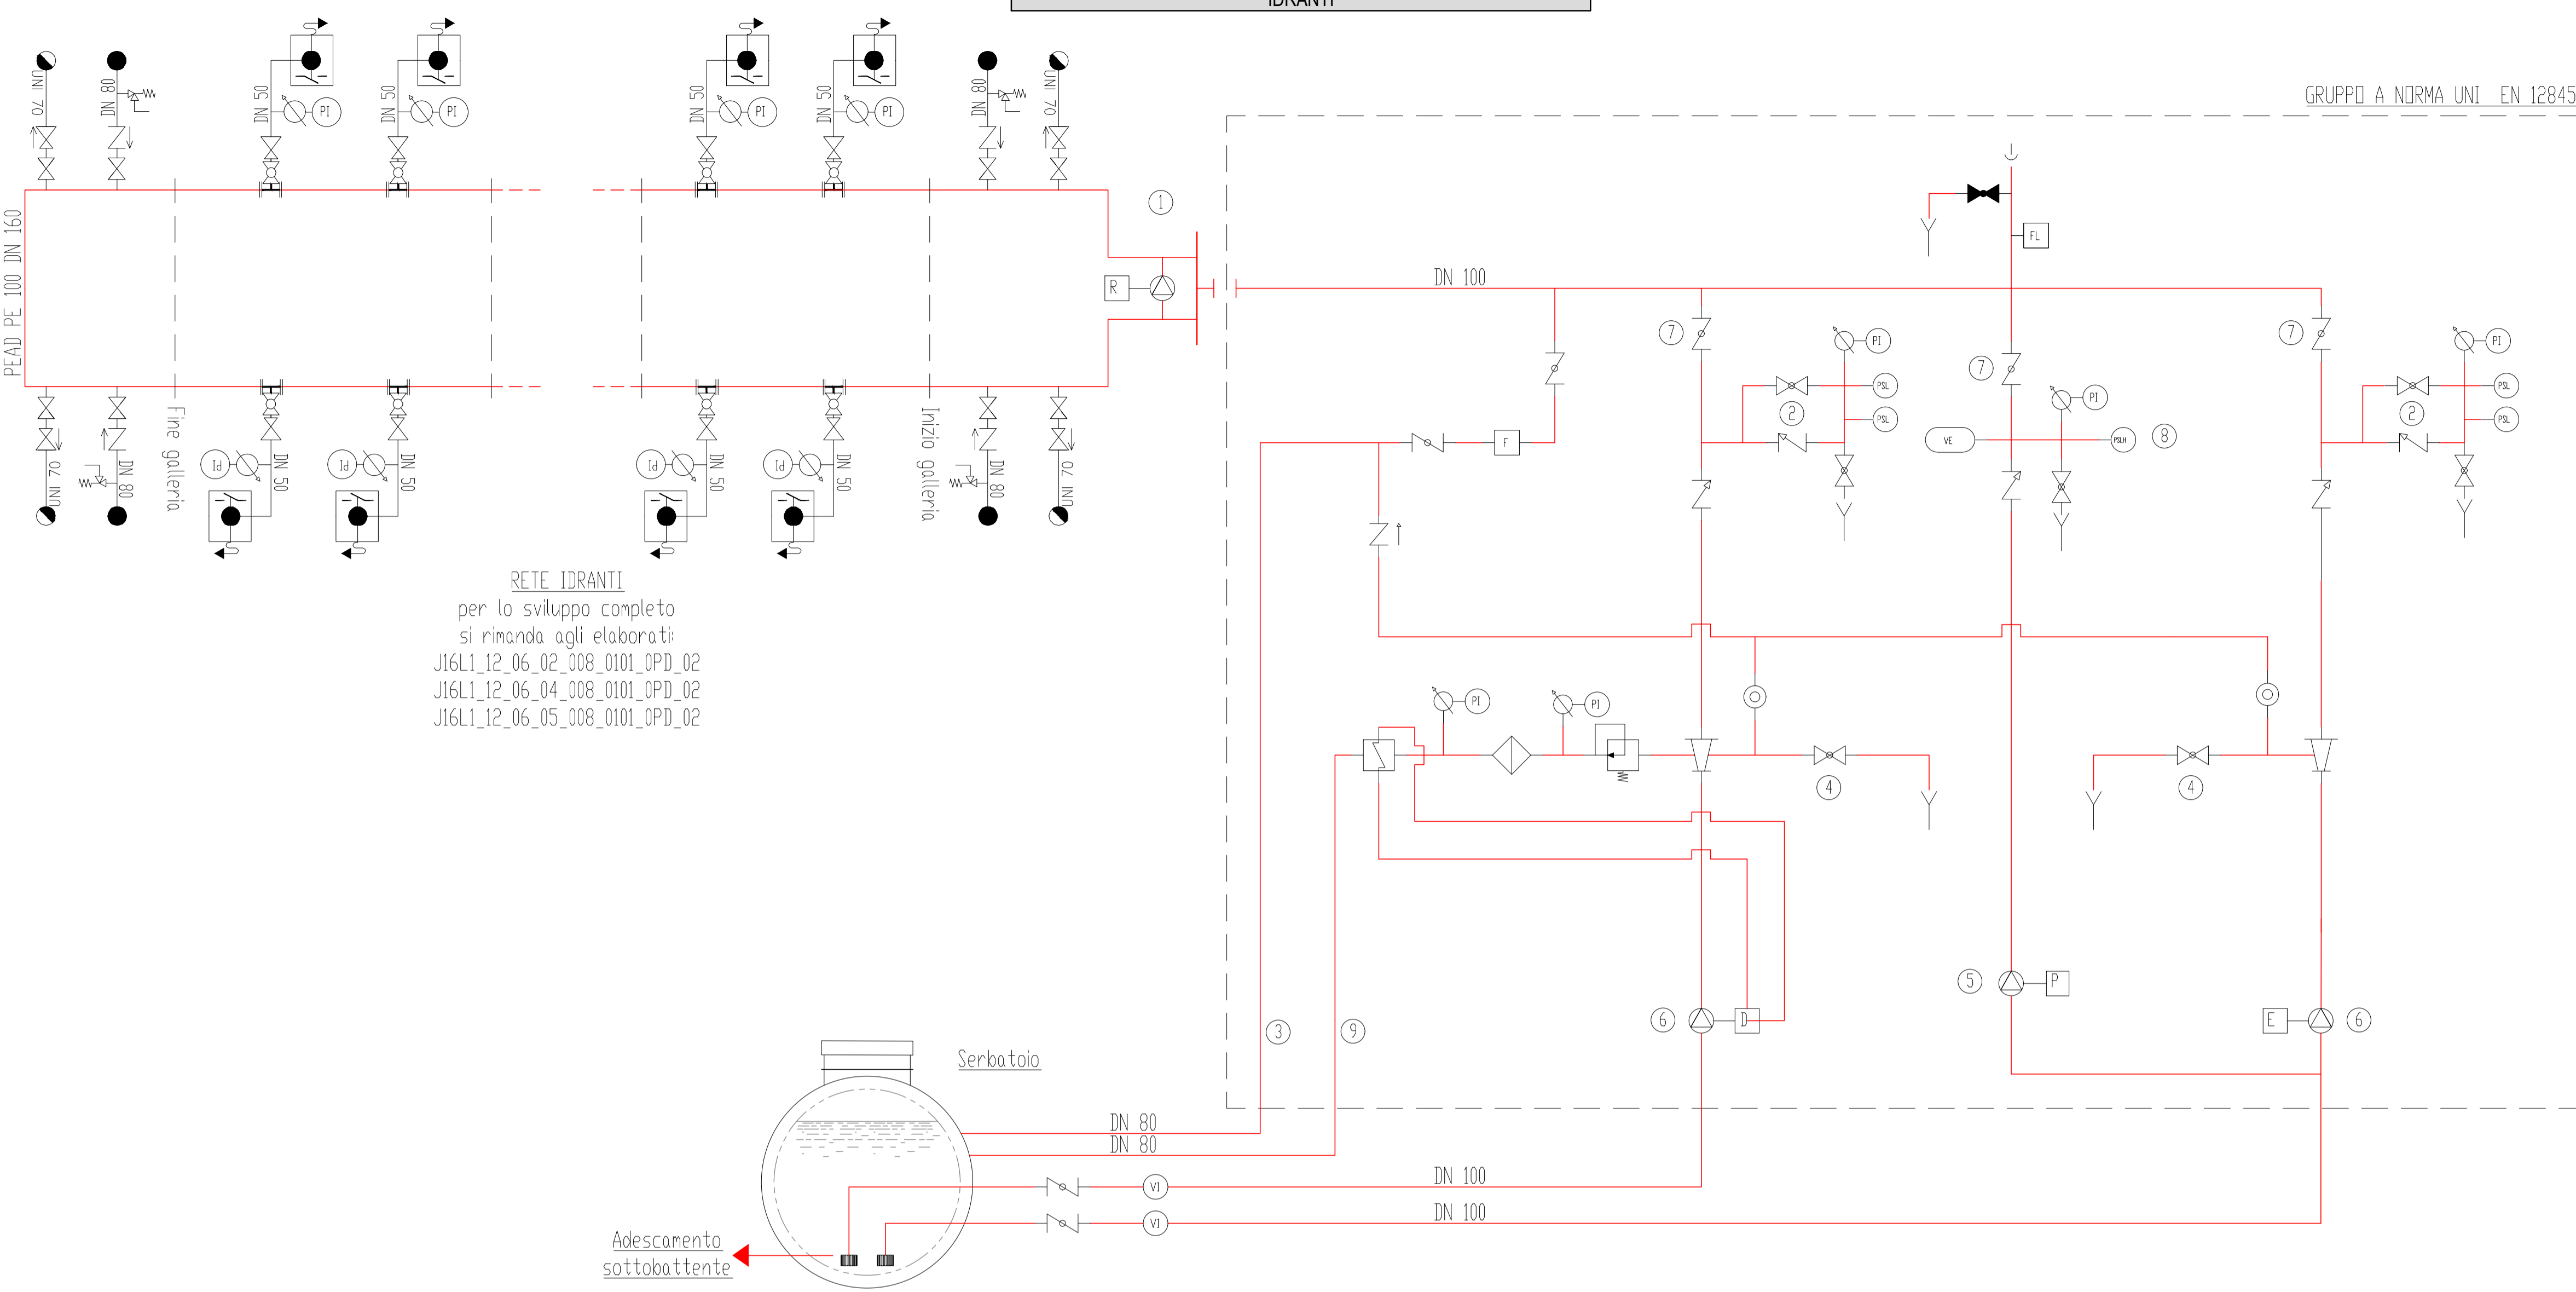 IDRANTI
GRUPPO A NORMA UNI EN 12845
UNI 70
DN 80
DN 50
PI
DN 50
PI
DN 50
PI
DN 50
PI
DN 80
UNI 70
PEAD PE 100 DN 160
1
R
DN 100
FL
7
PI
PSL
2
PSL
7
PI
VE
PSLH
8
7
PI
PSL
2
PSL
F
UNI 70
DN 80
Fine galleria
PI
DN 50
PI
DN 50
PI
DN 50
PI
DN 50
Inizio galleria
DN 80
UNI 70
RETE IDRANTI
per lo sviluppo completo
si rimanda agli elaborati:
J16L1_12_06_02_008_0101_0PD_02
J16L1_12_06_04_008_0101_0PD_02
J16L1_12_06_05_008_0101_0PD_02
PI
PI
4
4
5
P
3
9
6
D
E
6
Serbatoio
DN 80
DN 80
DN 100
VI
DN 100
VI
Adescamento
sottobattente